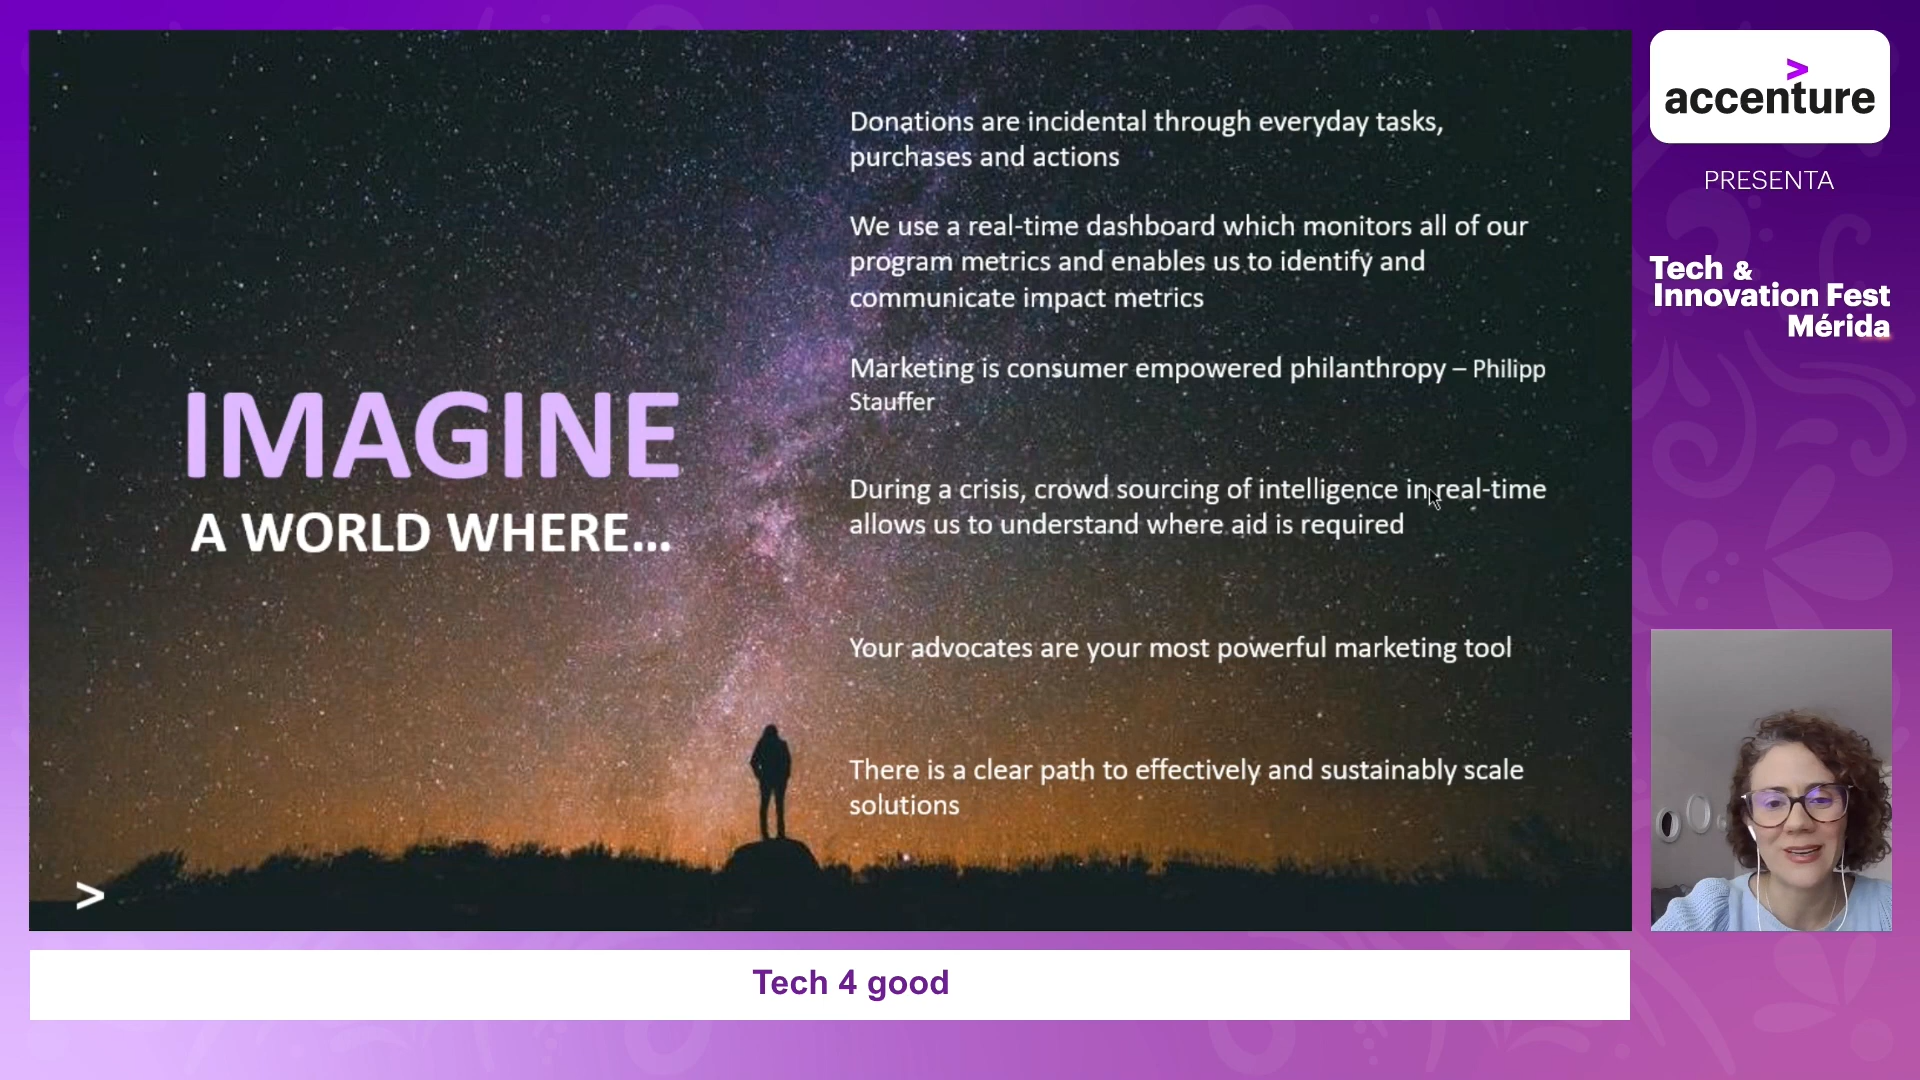 IMAGINE
A WORLD WHERE...
Donations are incidental through everyday tasks,
purchases and actions
We use a real-time dashboard which monitors all of our
program metrics and enables us to identify and
communicate impact metrics
Marketing is consumer empowered philanthropy – Philipp
Stauffer
During a crisis, crowd sourcing of intelligence in real-time
allows us to understand where aid is required
Your advocates are your most powerful marketing tool
There is a clear path to effectively and sustainably scale
solutions
>
accenture
PRESENTA
Tech &
Innovation Fest
Mérida
Tech 4 good